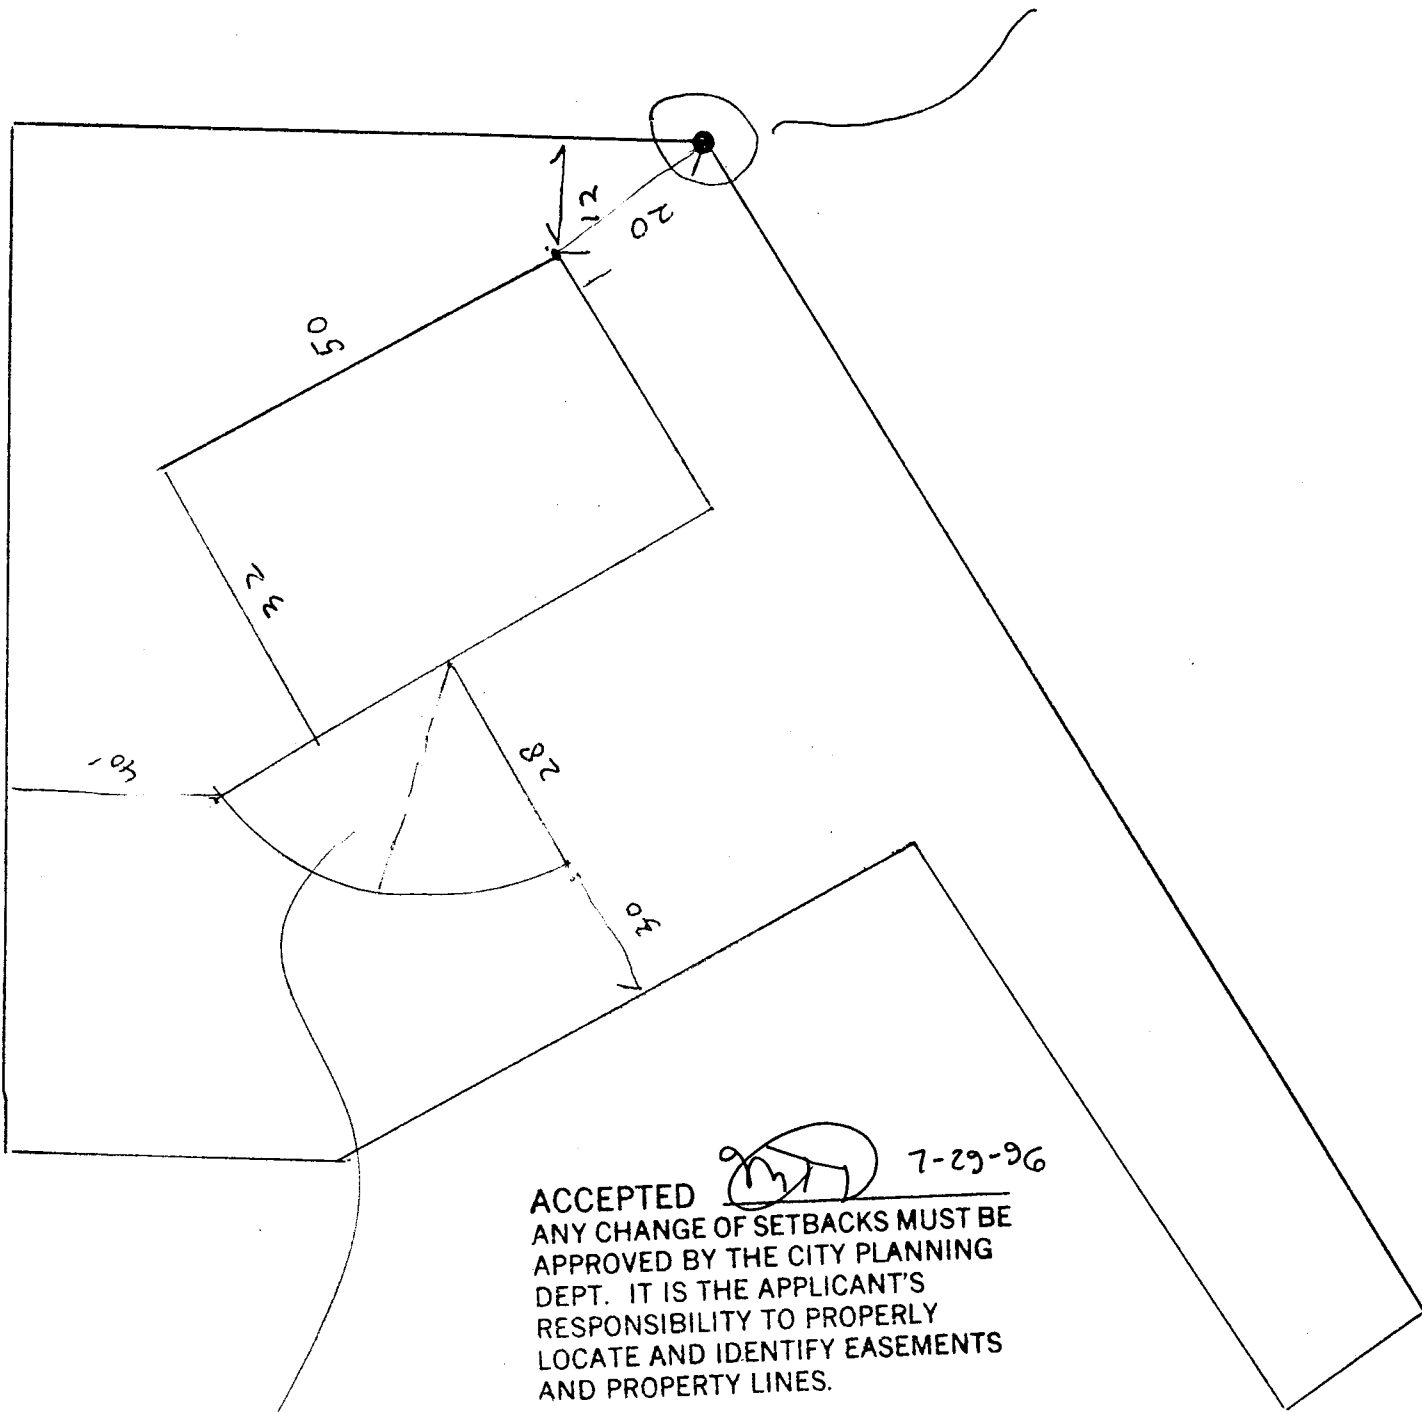 12
20
50
32
40'
28
30
ACCEPTED 7-29-96
ANY CHANGE OF SETBACKS MUST BE
APPROVED BY THE CITY PLANNING
DEPT. IT IS THE APPLICANT'S
RESPONSIBILITY TO PROPERLY
LOCATE AND IDENTIFY EASEMENTS
AND PROPERTY LINES.